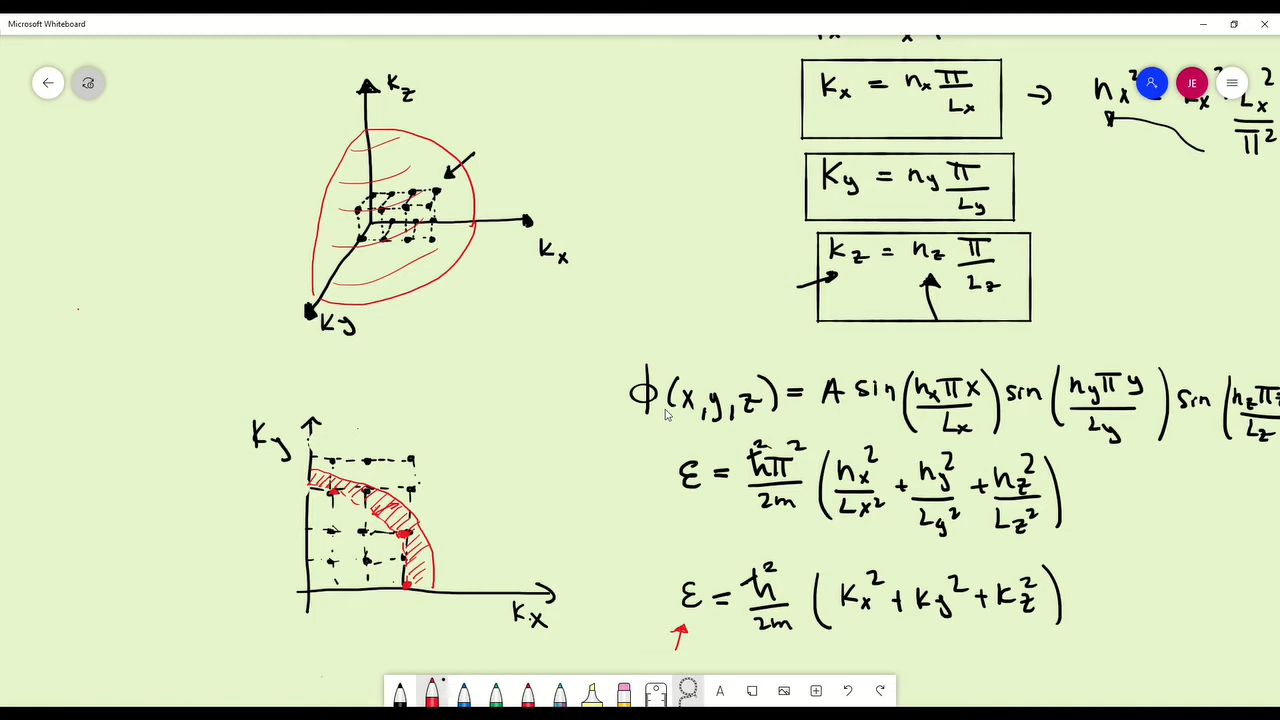 Microsoft Whiteboard
JE
Kz
Kx
Ky
Kx = nx π/Lx
Ky = ny π/Ly
Kz = nz π/Lz
ϕ(x,y,z) = A sin(nxπx/Lx) sin(nyπy/Ly) sin(
ε = ħ²π²/2m (nx²/Lx² + ny²/Ly² + nz²/Lz²)
ε = ħ²/2m (Kx² + Ky² + Kz²)
Ky
Kx
A